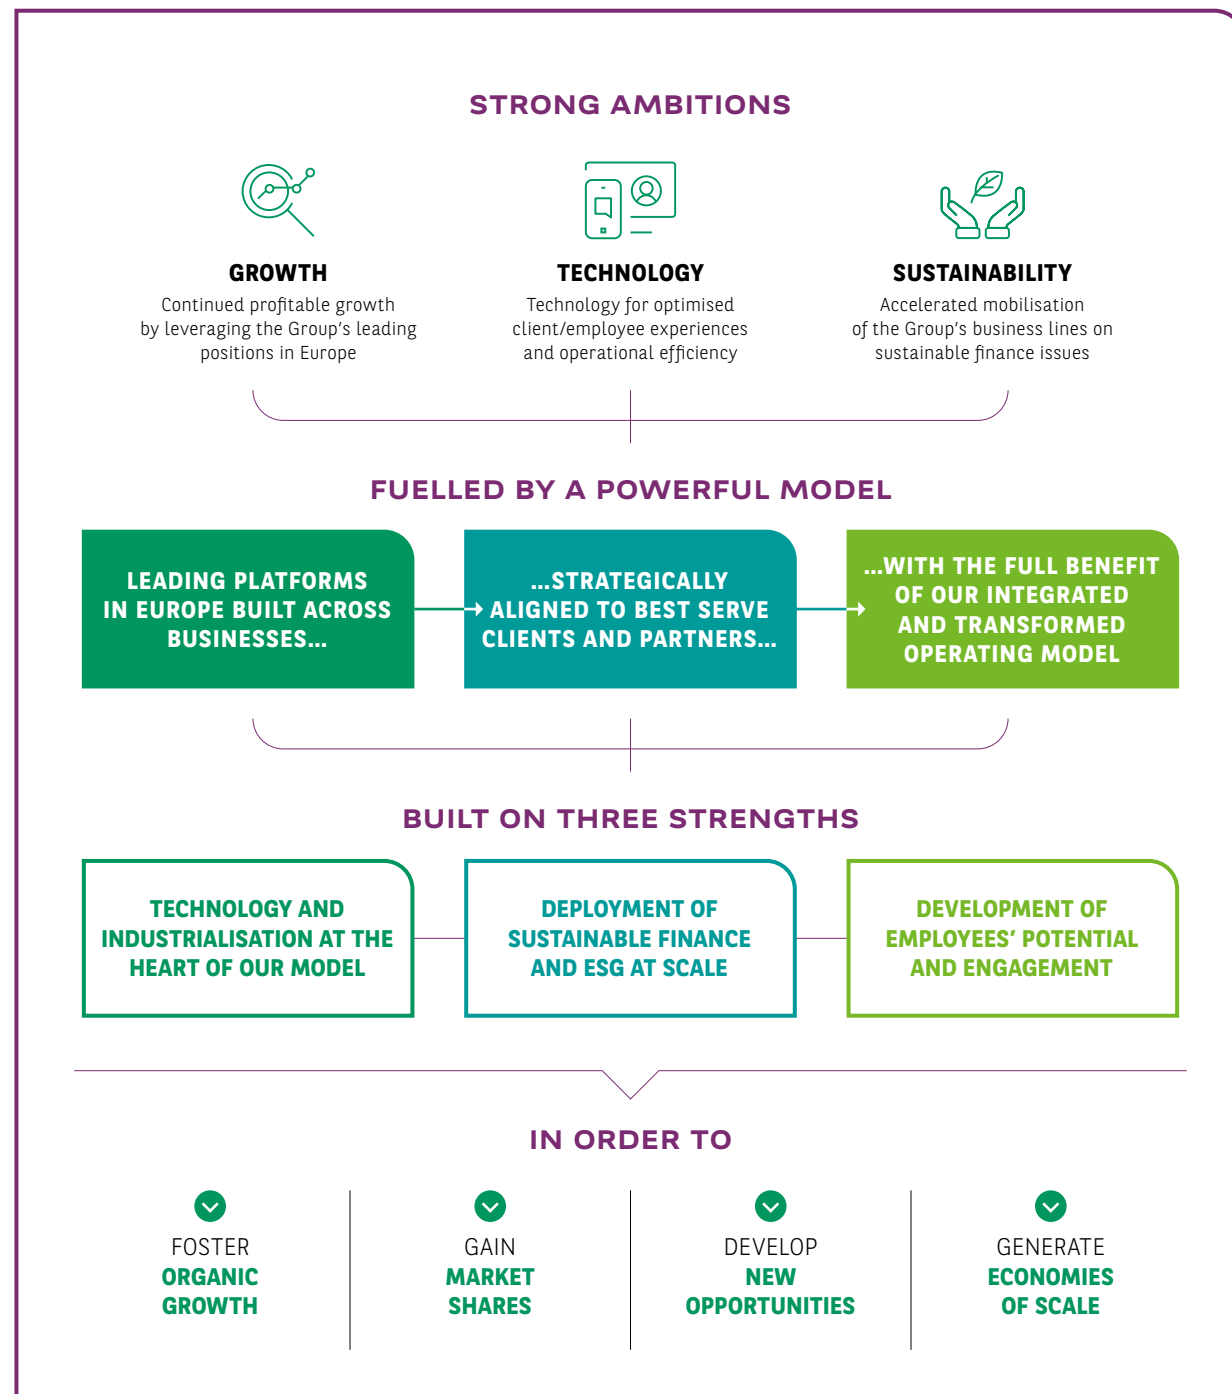 STRONG AMBITIONS
GROWTH
Continued profitable growth
by leveraging the Group's leading
positions in Europe
TECHNOLOGY
Technology for optimised
client/employee experiences
and operational efficiency
SUSTAINABILITY
Accelerated mobilisation
of the Group's business lines on
sustainable finance issues
FUELLED BY A POWERFUL MODEL
LEADING PLATFORMS
IN EUROPE BUILT ACROSS
BUSINESSES...
...STRATEGICALLY
ALIGNED TO BEST SERVE
CLIENTS AND PARTNERS...
...WITH THE FULL BENEFIT
OF OUR INTEGRATED
AND TRANSFORMED
OPERATING MODEL
BUILT ON THREE STRENGTHS
TECHNOLOGY AND
INDUSTRIALISATION AT THE
HEART OF OUR MODEL
DEPLOYMENT OF
SUSTAINABLE FINANCE
AND ESG AT SCALE
DEVELOPMENT OF
EMPLOYEES' POTENTIAL
AND ENGAGEMENT
IN ORDER TO
FOSTER
ORGANIC
GROWTH
GAIN
MARKET
SHARES
DEVELOP
NEW
OPPORTUNITIES
GENERATE
ECONOMIES
OF SCALE